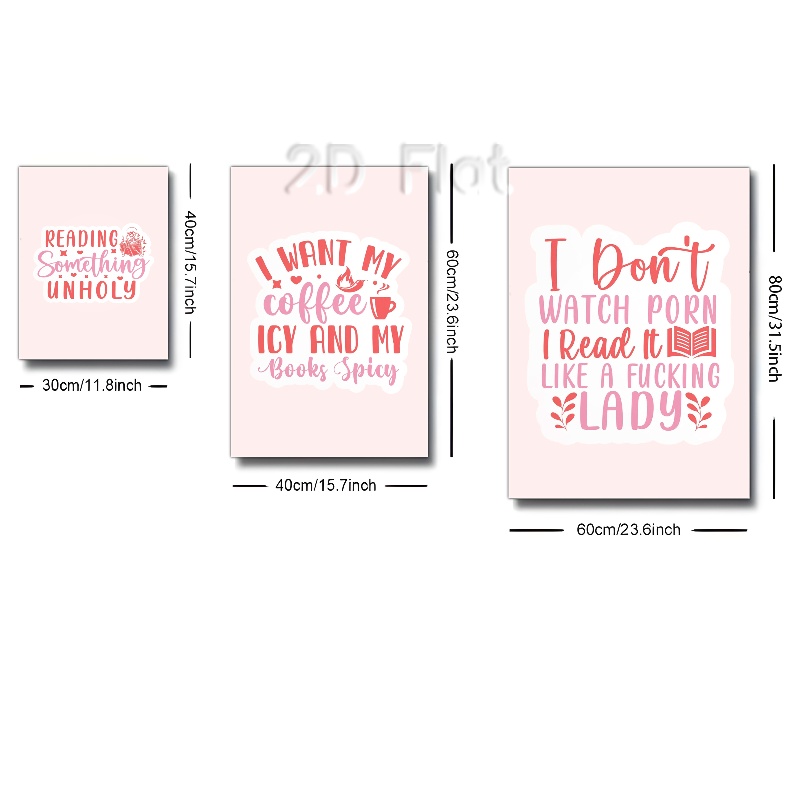 2D Flat
READING
Something
UNHOLY
40cm/15.7inch
30cm/11.8inch
I WANT MY
coffee
ICY AND MY
Books Spicy
60cm/23.6inch
40cm/15.7inch
I Don't
WATCH PORN
I Read It
LIKE A FUCKING
LADY
80cm/31.5inch
60cm/23.6inch